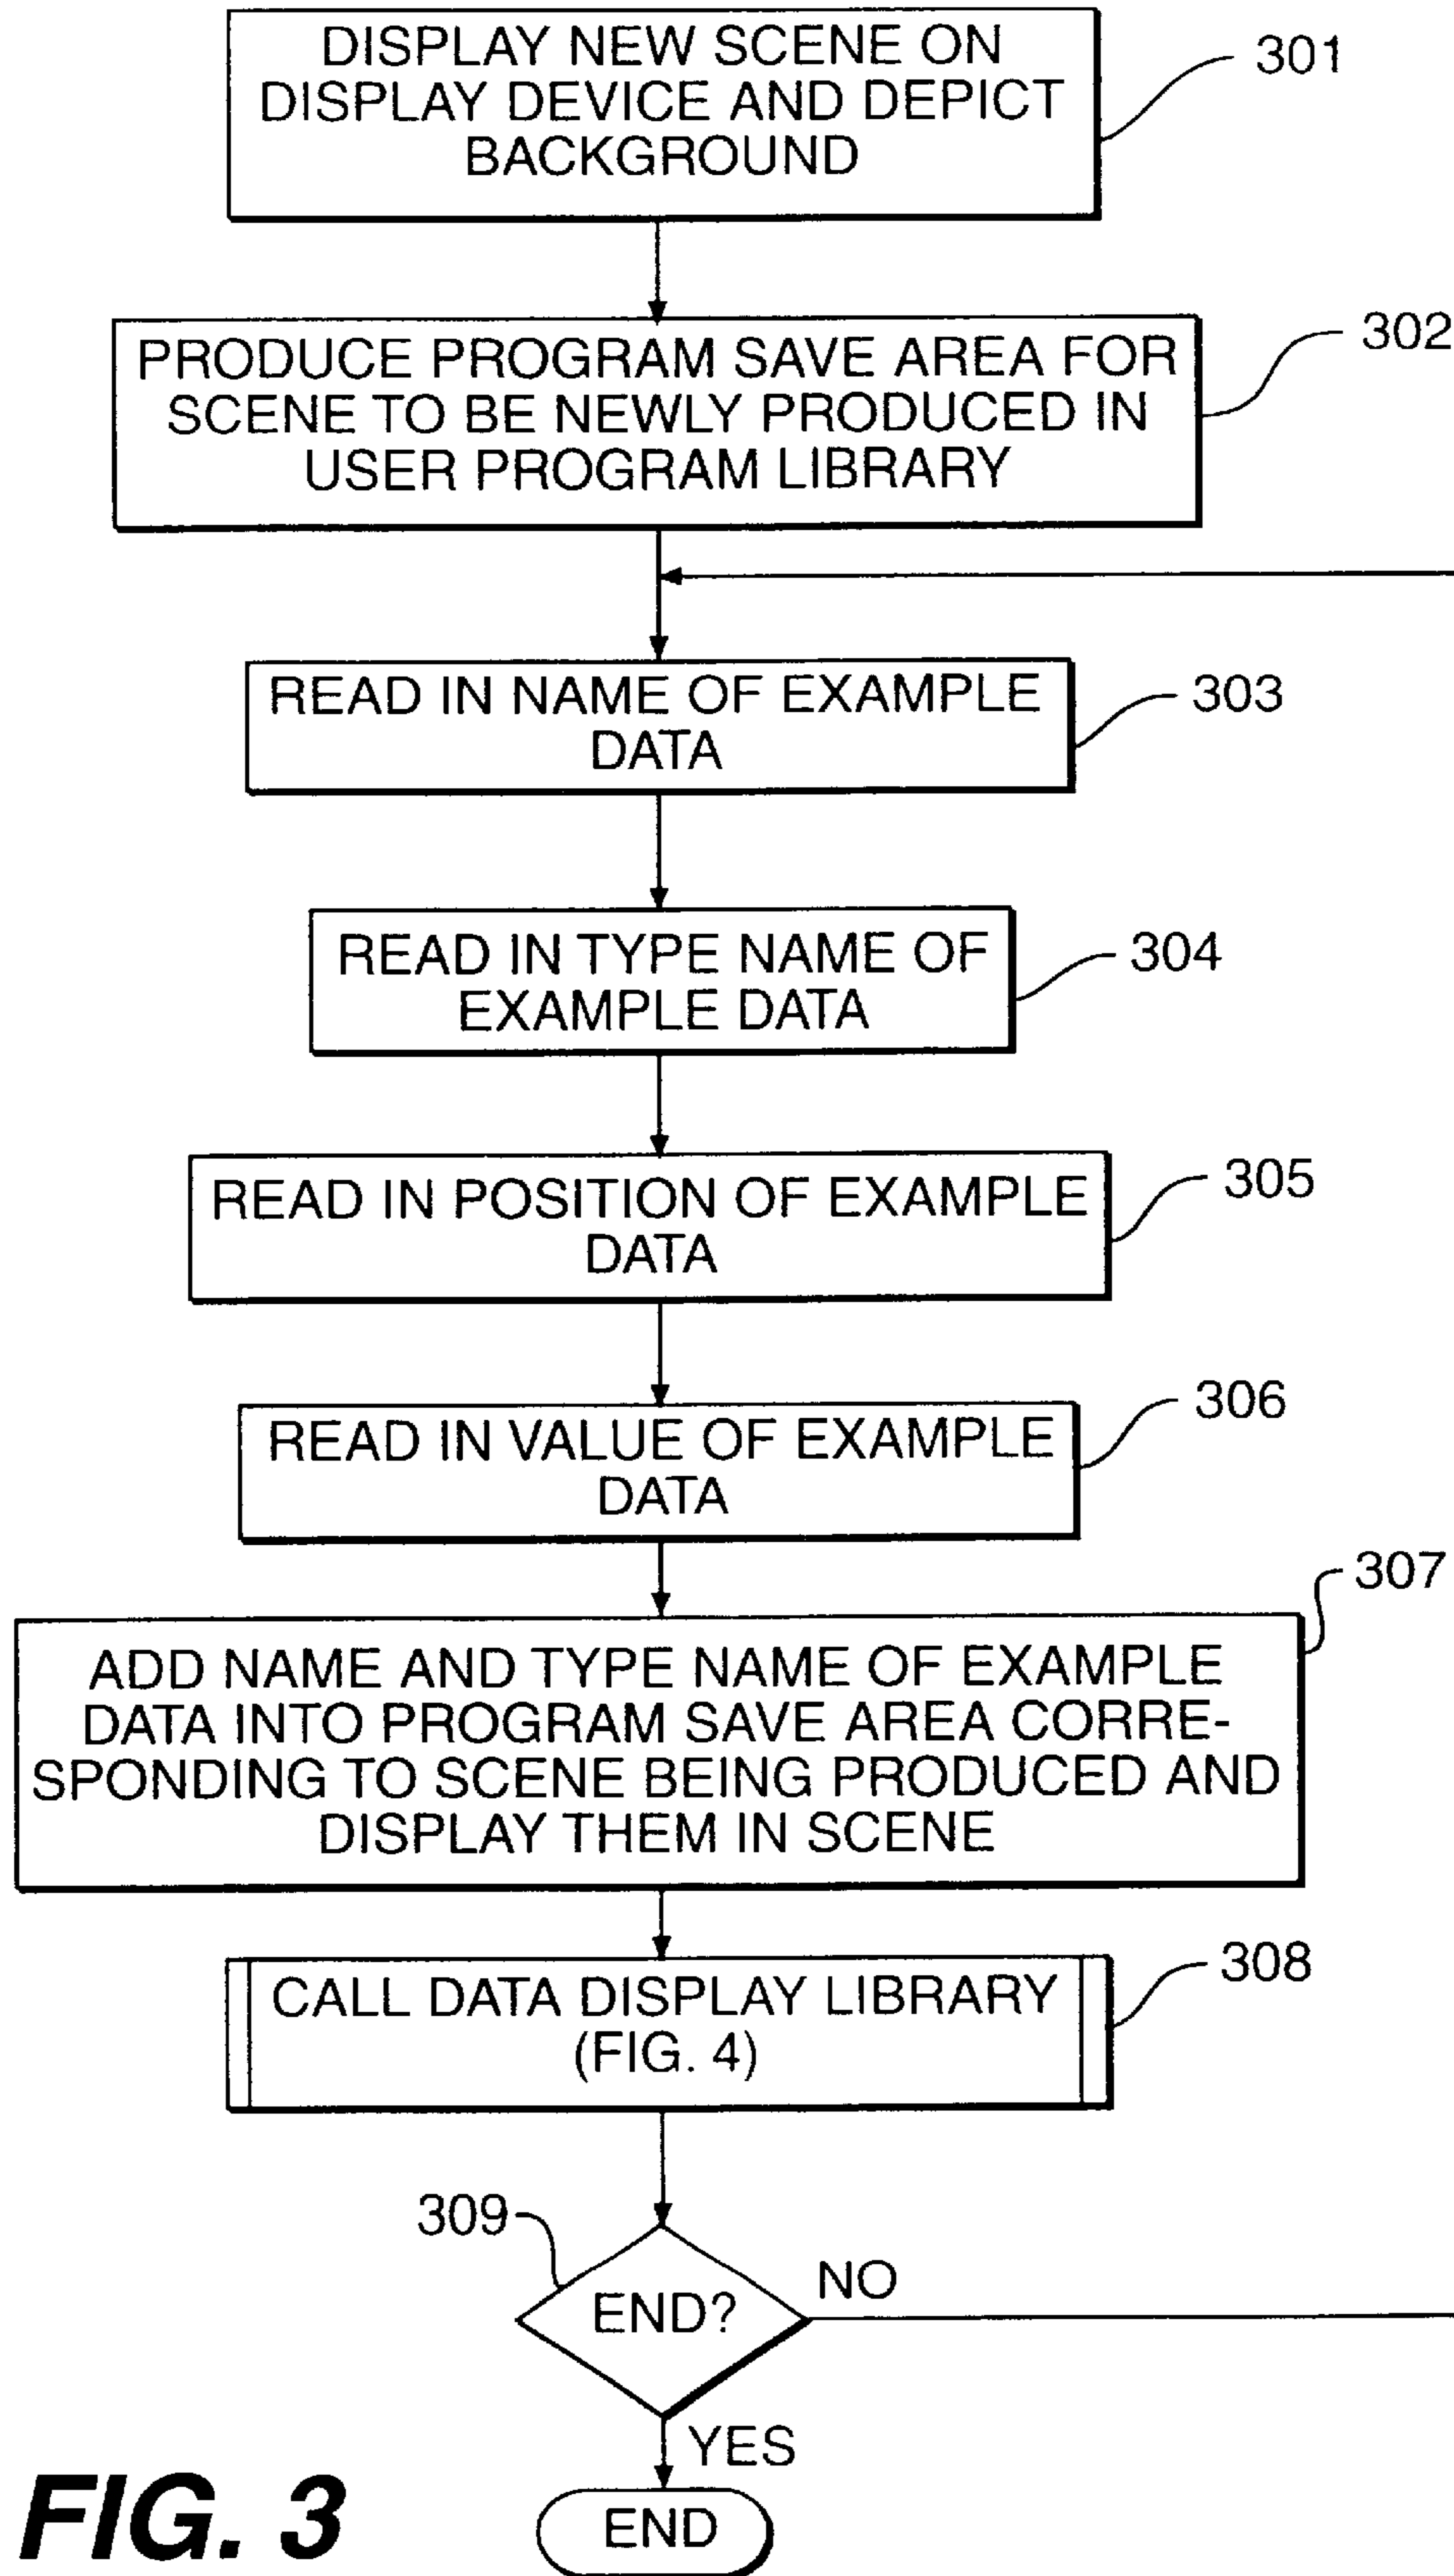 DISPLAY NEW SCENE ON
DISPLAY DEVICE AND DEPICT
BACKGROUND
301
PRODUCE PROGRAM SAVE AREA FOR
SCENE TO BE NEWLY PRODUCED IN
USER PROGRAM LIBRARY
302
READ IN NAME OF EXAMPLE
DATA
303
READ IN TYPE NAME OF
EXAMPLE DATA
304
READ IN POSITION OF EXAMPLE
DATA
305
READ IN VALUE OF EXAMPLE
DATA
306
ADD NAME AND TYPE NAME OF EXAMPLE
DATA INTO PROGRAM SAVE AREA CORRE-
SPONDING TO SCENE BEING PRODUCED AND
DISPLAY THEM IN SCENE
307
CALL DATA DISPLAY LIBRARY
(FIG. 4)
308
309
END?
NO
YES
END
FIG. 3